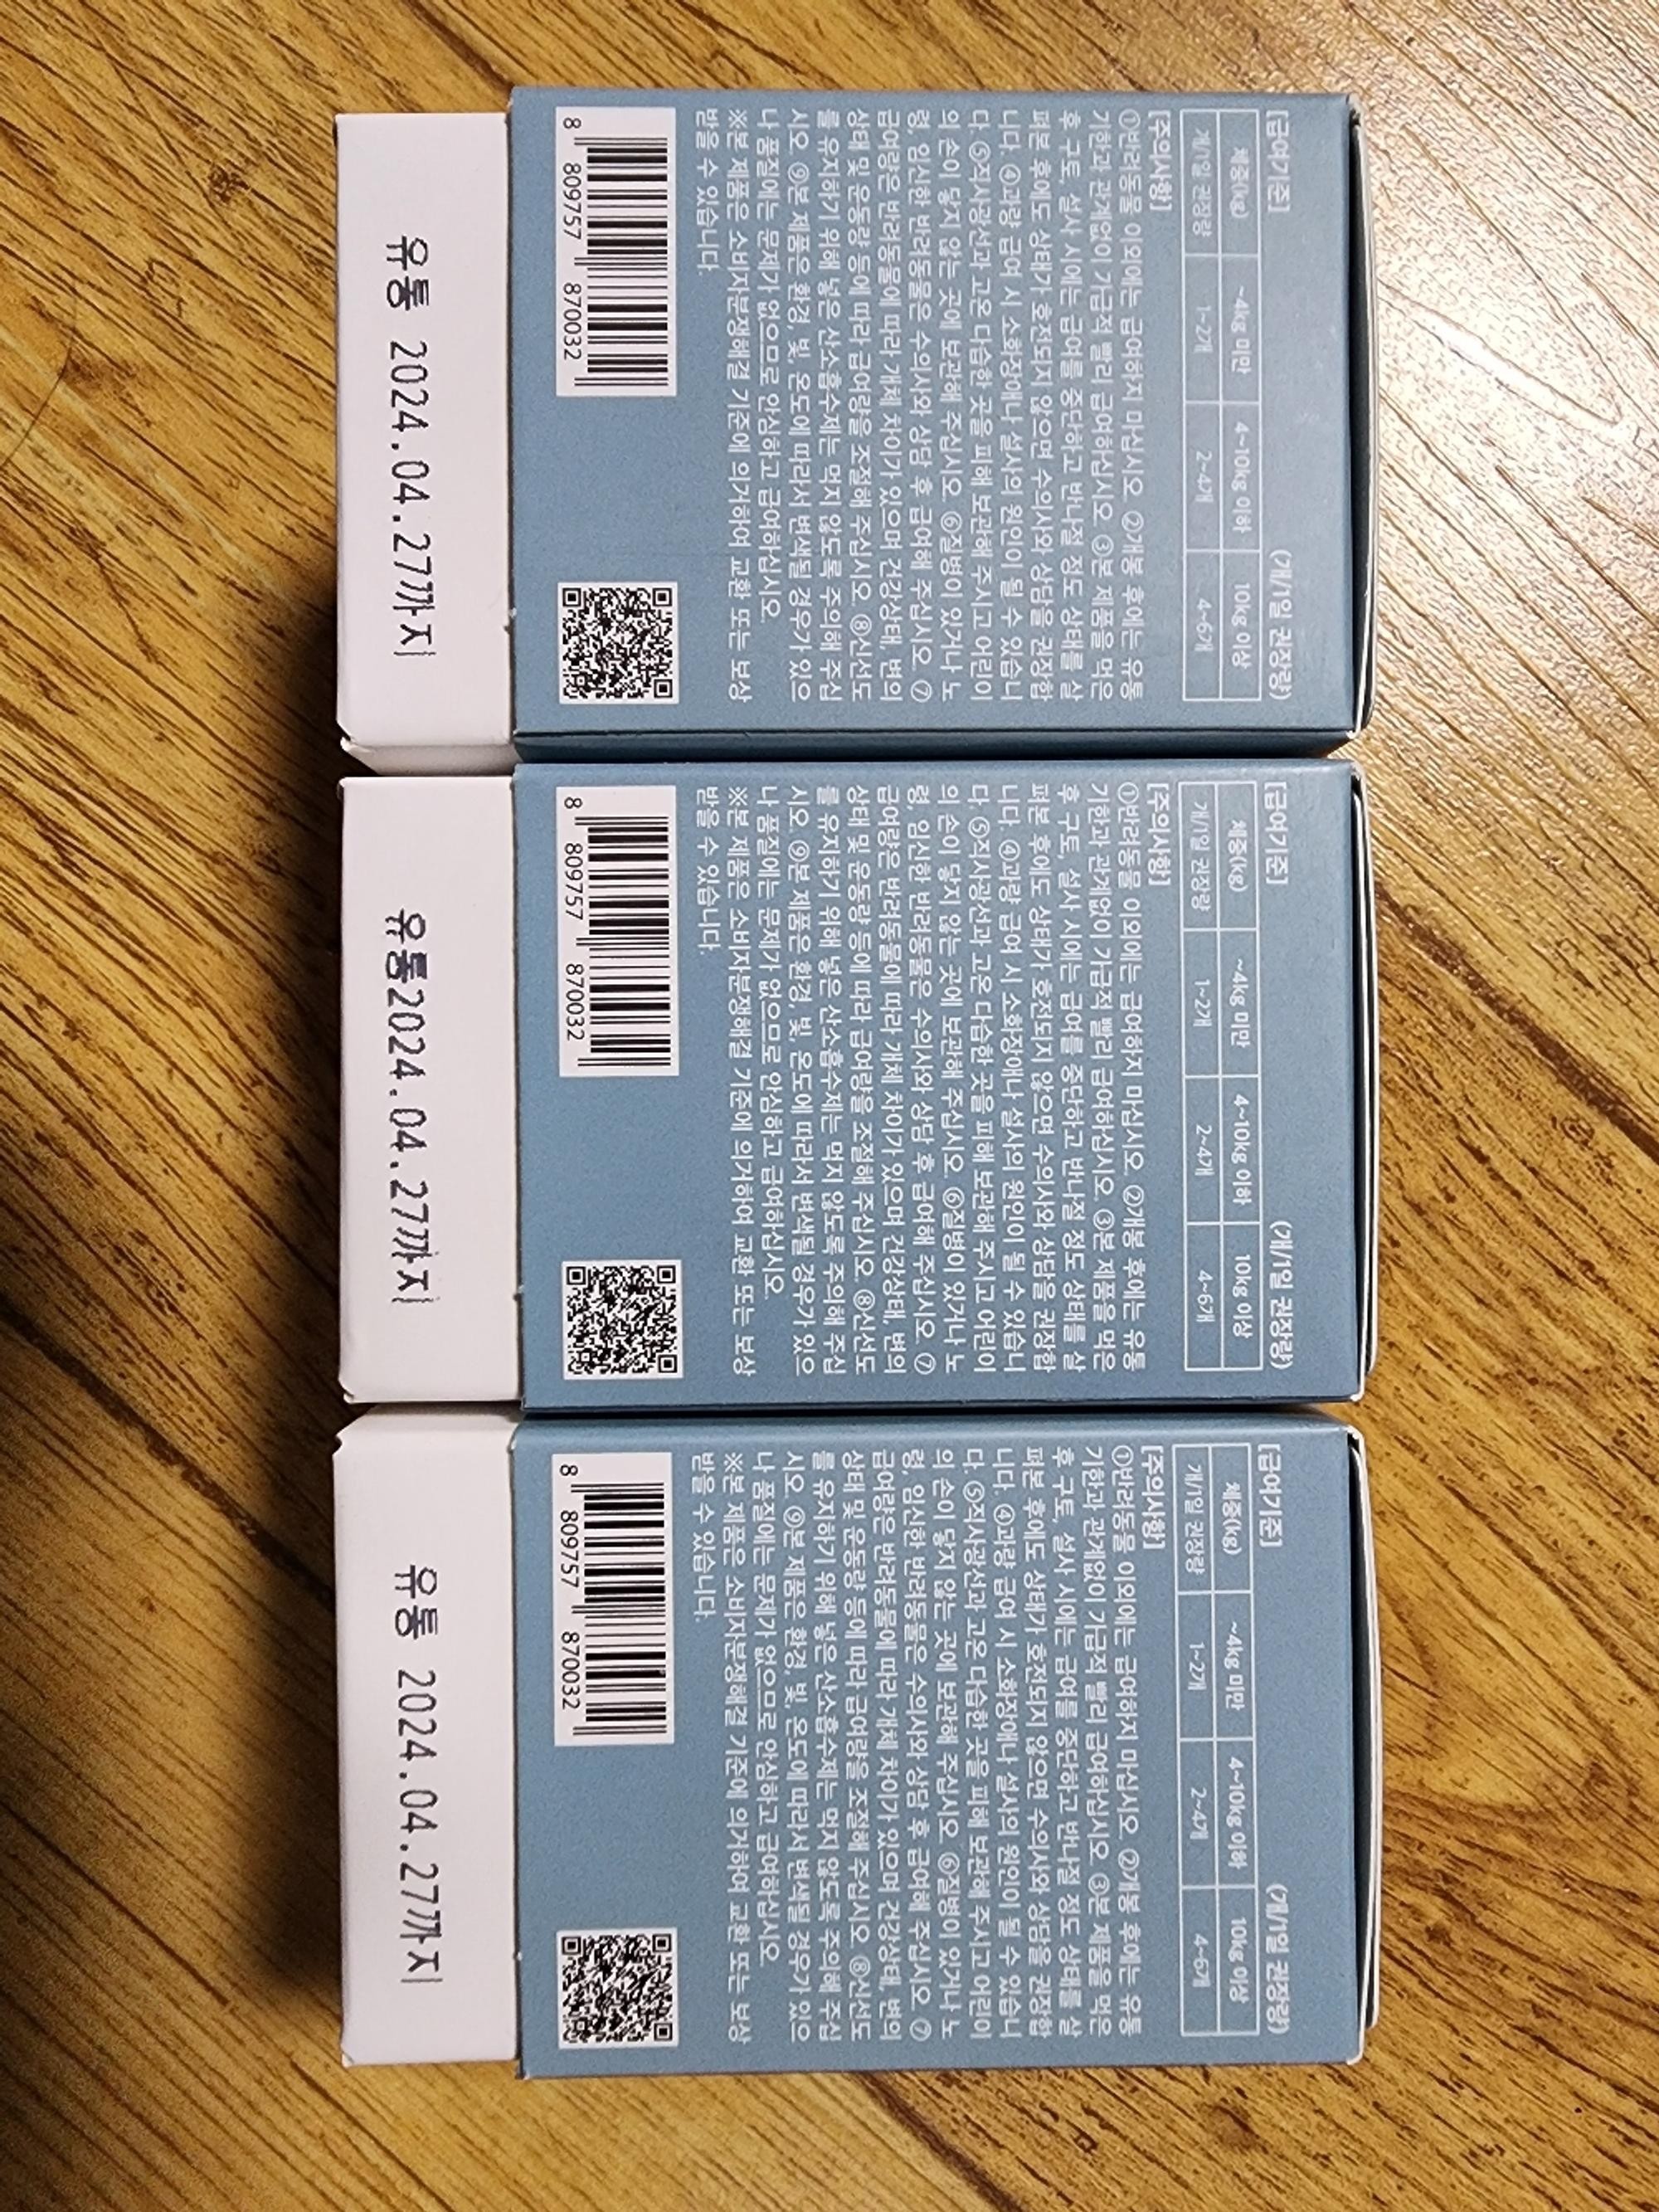 [급여기준] (개/1일 권장량)
체중(kg) ~4kg 미만 4~10kg 이하 10kg 이상
개/1일 권장량 1~2개 2~4개 4~6개
[주의사항]
①반려동물 이외에는 급여하지 마십시오. ②개봉 후에는 유통
기한과 관계없이 가급적 빨리 급여하십시오. ③본 제품을 먹은
후 구토, 설사 시에는 급여를 중단하고 반나절 정도 상태를 살
펴본 후에도 상태가 호전되지 않으면 수의사와 상담을 권장합
니다. ④과량 급여 시 소화장애나 설사의 원인이 될 수 있습니
다. ⑤직사광선과 고온 다습한 곳을 피해 보관해 주시고 어린이
의 손이 닿지 않는 곳에 보관해 주십시오. ⑥질병이 있거나 노
령, 임신한 반려동물은 수의사와 상담 후 급여해 주십시오. ⑦
급여량은 반려동물에 따라 개체 차이가 있으며 건강상태, 변의
상태 및 운동량 등에 따라 급여량을 조절해 주십시오. ⑧신선도
를 유지하기 위해 넣은 산소흡수제는 먹지 않도록 주의해 주십
시오. ⑨본 제품은 환경, 빛, 온도에 따라서 변색될 경우가 있으
나 품질에는 문제가 없으므로 안심하고 급여하십시오.
※본 제품은 소비자분쟁해결 기준에 의거하여 교환 또는 보상
받을 수 있습니다.
8 809757 870032
유통 2024.04.27까지
[급여기준] (개/1일 권장량)
체중(kg) ~4kg 미만 4~10kg 이하 10kg 이상
개/1일 권장량 1~2개 2~4개 4~6개
[주의사항]
①반려동물 이외에는 급여하지 마십시오. ②개봉 후에는 유통
기한과 관계없이 가급적 빨리 급여하십시오. ③본 제품을 먹은
후 구토, 설사 시에는 급여를 중단하고 반나절 정도 상태를 살
펴본 후에도 상태가 호전되지 않으면 수의사와 상담을 권장합
니다. ④과량 급여 시 소화장애나 설사의 원인이 될 수 있습니
다. ⑤직사광선과 고온 다습한 곳을 피해 보관해 주시고 어린이
의 손이 닿지 않는 곳에 보관해 주십시오. ⑥질병이 있거나 노
령, 임신한 반려동물은 수의사와 상담 후 급여해 주십시오. ⑦
급여량은 반려동물에 따라 개체 차이가 있으며 건강상태, 변의
상태 및 운동량 등에 따라 급여량을 조절해 주십시오. ⑧신선도
를 유지하기 위해 넣은 산소흡수제는 먹지 않도록 주의해 주십
시오. ⑨본 제품은 환경, 빛, 온도에 따라서 변색될 경우가 있으
나 품질에는 문제가 없으므로 안심하고 급여하십시오.
※본 제품은 소비자분쟁해결 기준에 의거하여 교환 또는 보상
받을 수 있습니다.
8 809757 870032
유통2024.04.27까지
[급여기준] (개/1일 권장량)
체중(kg) ~4kg 미만 4~10kg 이하 10kg 이상
개/1일 권장량 1~2개 2~4개 4~6개
[주의사항]
①반려동물 이외에는 급여하지 마십시오. ②개봉 후에는 유통
기한과 관계없이 가급적 빨리 급여하십시오. ③본 제품을 먹은
후 구토, 설사 시에는 급여를 중단하고 반나절 정도 상태를 살
펴본 후에도 상태가 호전되지 않으면 수의사와 상담을 권장합
니다. ④과량 급여 시 소화장애나 설사의 원인이 될 수 있습니
다. ⑤직사광선과 고온 다습한 곳을 피해 보관해 주시고 어린이
의 손이 닿지 않는 곳에 보관해 주십시오. ⑥질병이 있거나 노
령, 임신한 반려동물은 수의사와 상담 후 급여해 주십시오. ⑦
급여량은 반려동물에 따라 개체 차이가 있으며 건강상태, 변의
상태 및 운동량 등에 따라 급여량을 조절해 주십시오. ⑧신선도
를 유지하기 위해 넣은 산소흡수제는 먹지 않도록 주의해 주십
시오. ⑨본 제품은 환경, 빛, 온도에 따라서 변색될 경우가 있으
나 품질에는 문제가 없으므로 안심하고 급여하십시오.
※본 제품은 소비자분쟁해결 기준에 의거하여 교환 또는 보상
받을 수 있습니다.
8 809757 870032
유통 2024.04.27까지